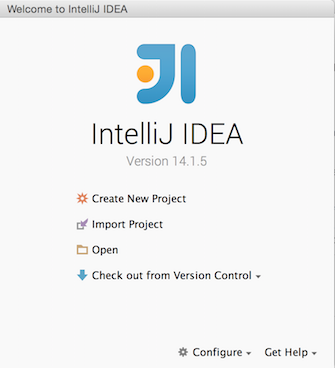 Welcome to IntelliJ IDEA
IntelliJ IDEA
Version 14.1.5
Create New Project
Import Project
Open
Check out from Version Control
Configure Get Help